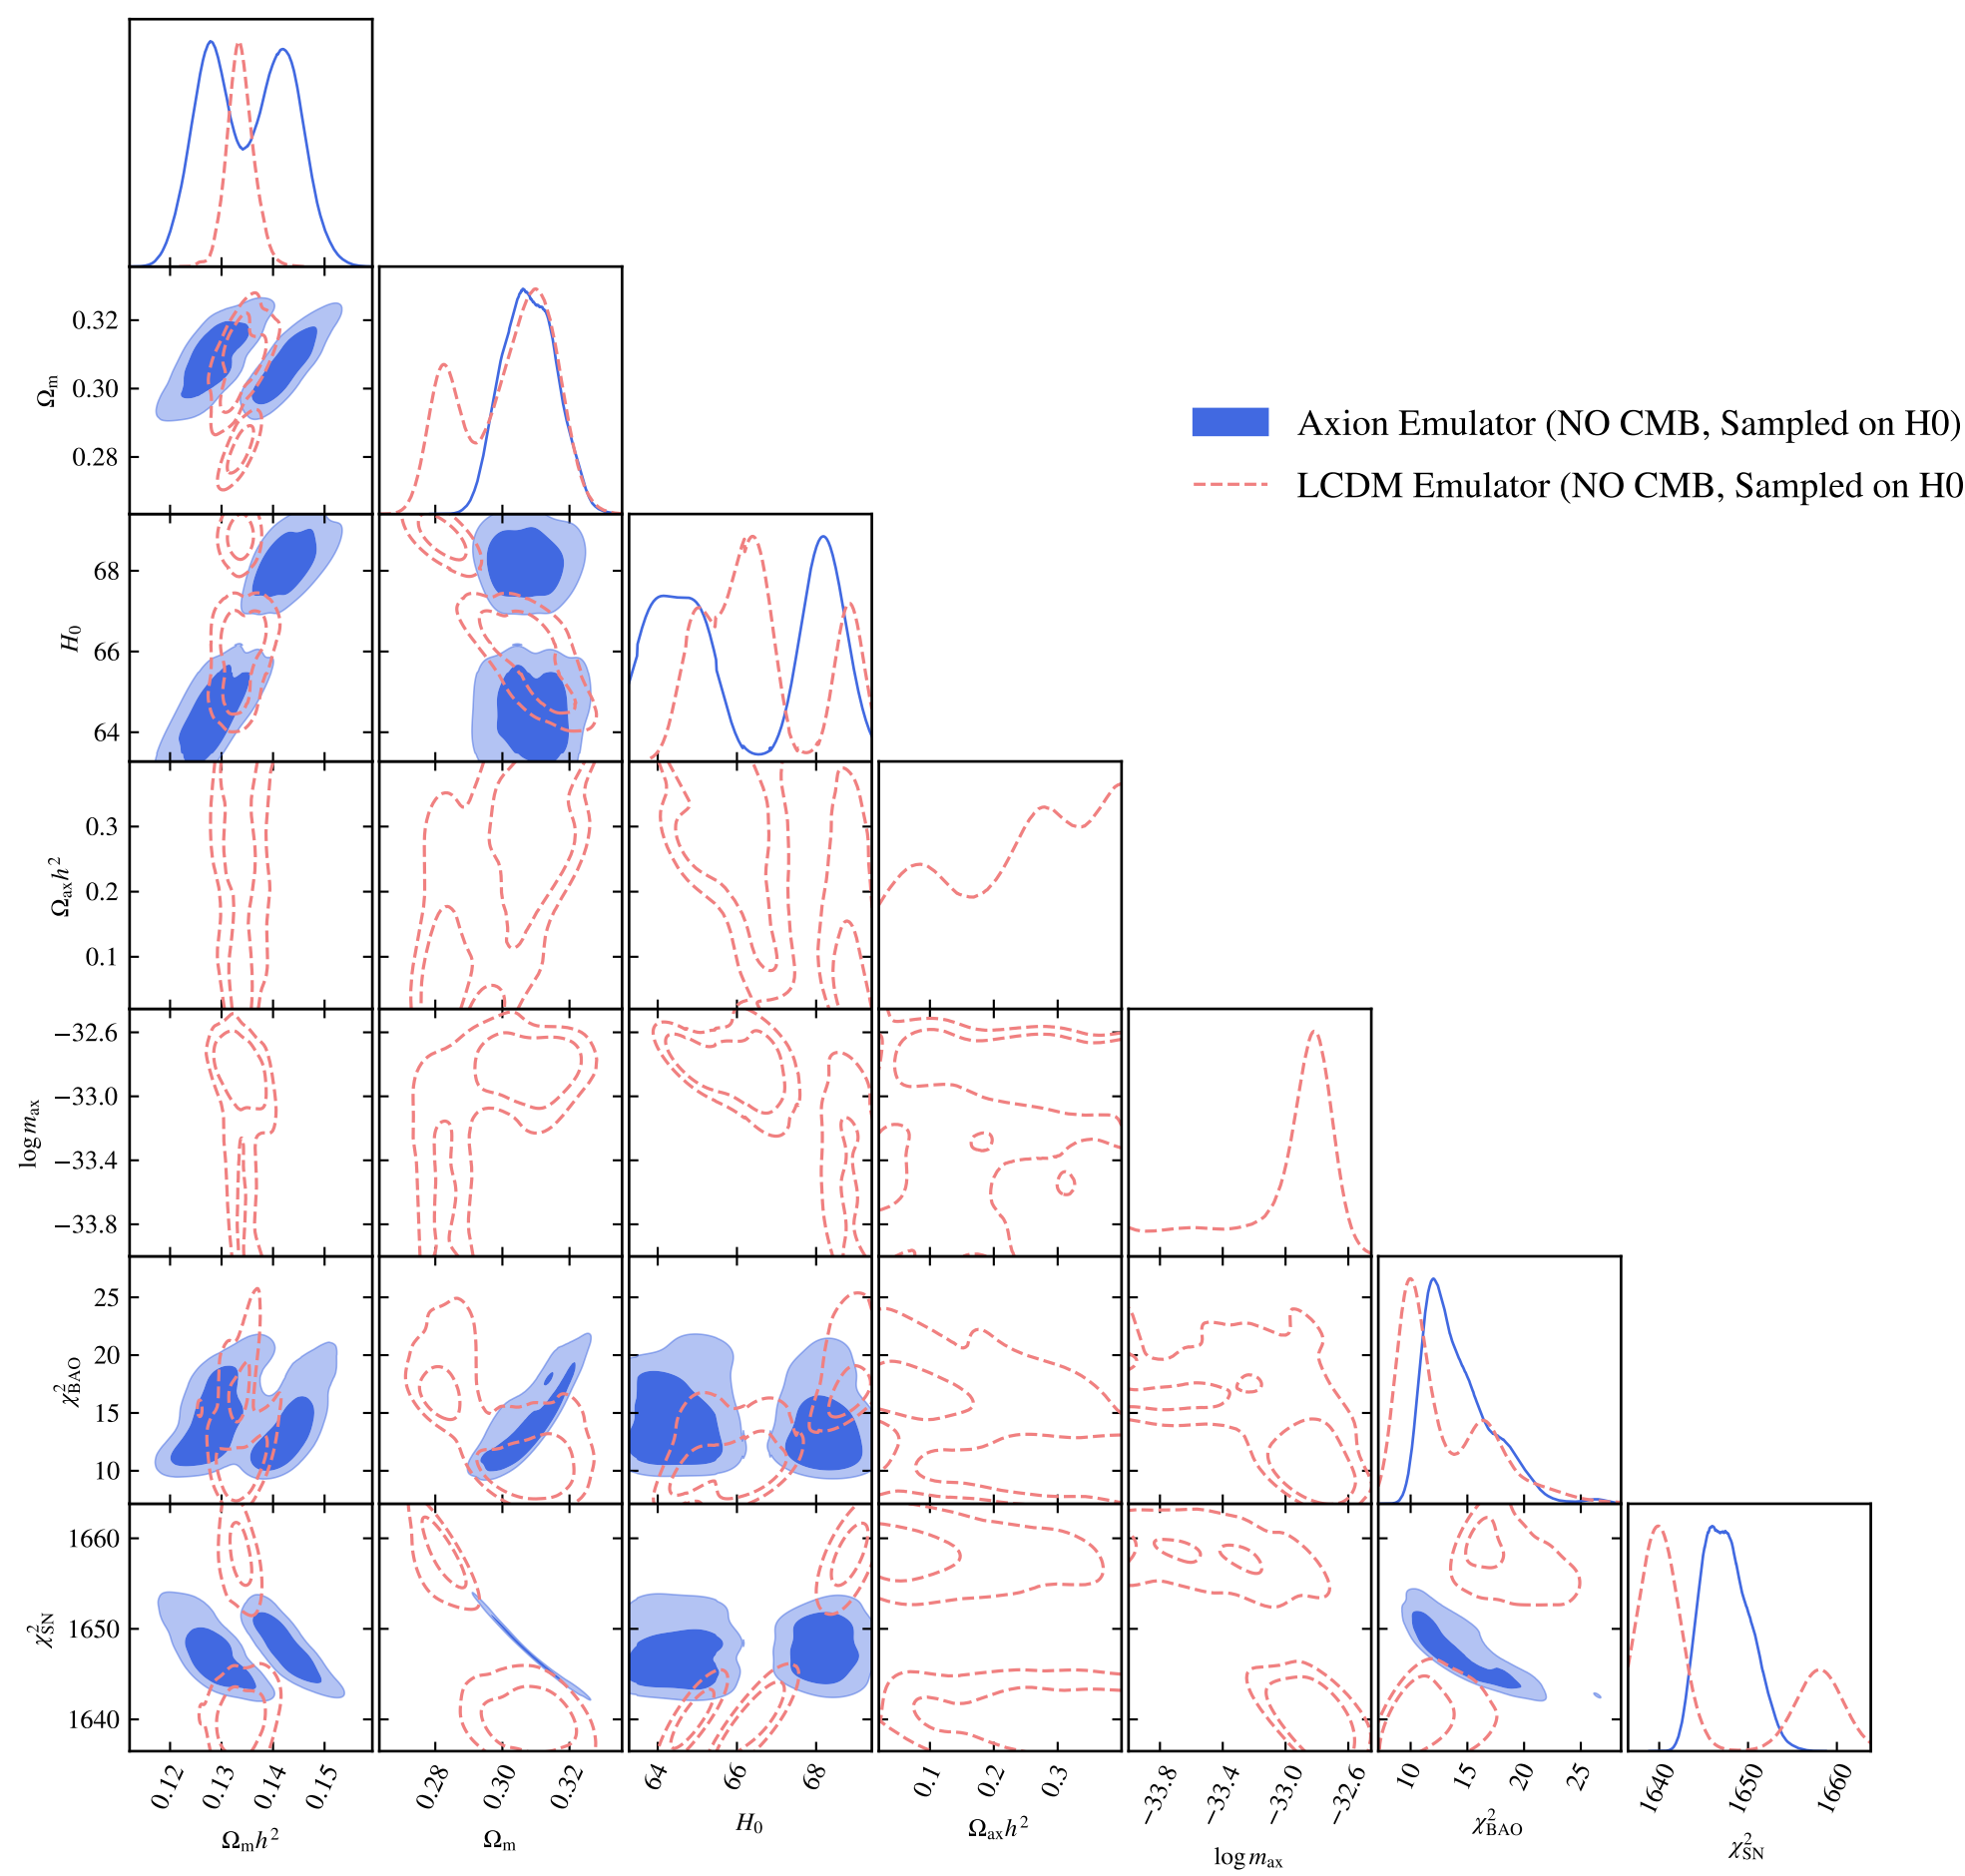 Axion Emulator (NO CMB, Sampled on H0)
LCDM Emulator (NO CMB, Sampled on H0
Ωm
0.32
0.30
0.28
H0
68
66
64
Ωaxh²
0.3
0.2
0.1
log max
−32.6
−33.0
−33.4
−33.8
χ²BAO
25
20
15
10
χ²SN
1660
1650
1640
0.12 0.13 0.14 0.15
0.28 0.30 0.32
64 66 68
0.1 0.2 0.3
−33.8 −33.4 −33.0 −32.6
10 15 20 25
1640 1650 1660
Ωmh² Ωm H0 Ωaxh² log max χ²BAO χ²SN